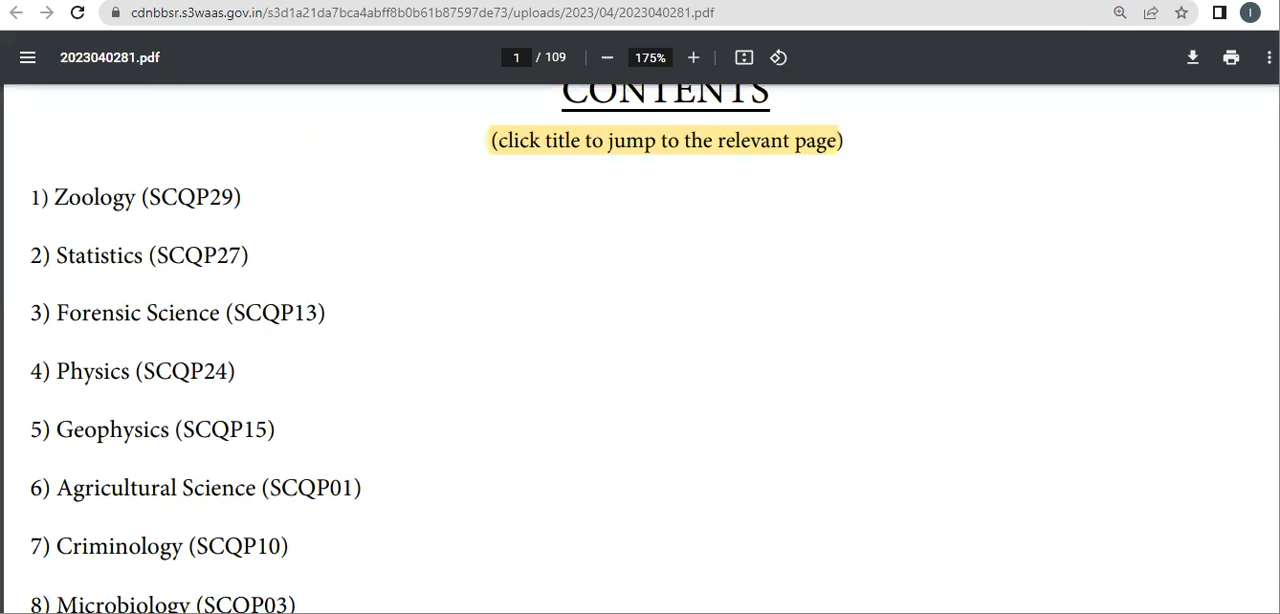 cdnbbsr.s3waas.gov.in/s3d1a21da7bca4abff8b0b61b87597de73/uploads/2023/04/2023040281.pdf
I
2023040281.pdf
1 / 109
175%
CONTENTS
(click title to jump to the relevant page)
1) Zoology (SCQP29)
2) Statistics (SCQP27)
3) Forensic Science (SCQP13)
4) Physics (SCQP24)
5) Geophysics (SCQP15)
6) Agricultural Science (SCQP01)
7) Criminology (SCQP10)
8) Microbiology (SCQP03)